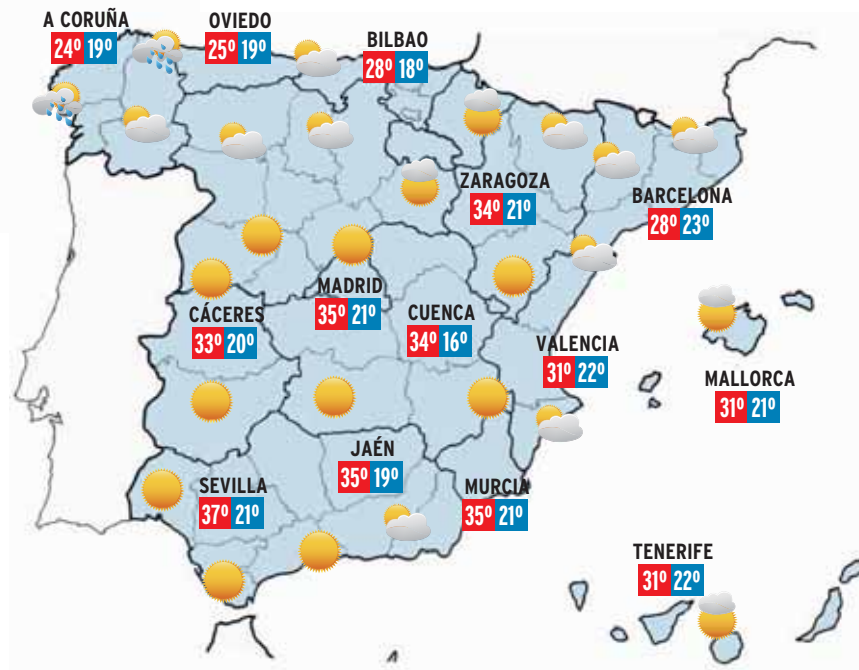 A CORUÑA
24º 19º
OVIEDO
25º 19º
BILBAO
28º 18º
ZARAGOZA
34º 21º
BARCELONA
28º 23º
MADRID
35º 21º
CÁCERES
33º 20º
CUENCA
34º 16º
VALENCIA
31º 22º
MALLORCA
31º 21º
JAÉN
35º 19º
SEVILLA
37º 21º
MURCIA
35º 21º
TENERIFE
31º 22º